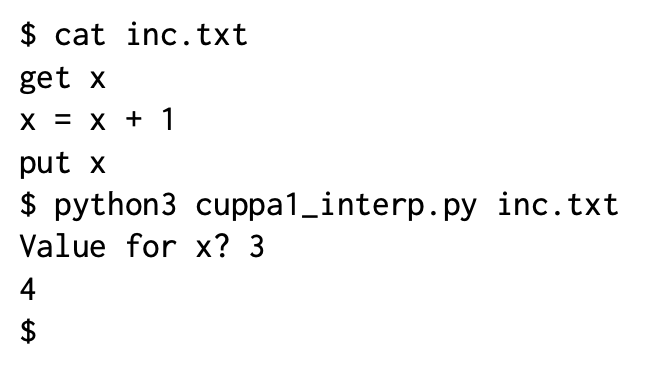 $ cat inc.txt
get x
x = x + 1
put x
$ python3 cuppa1_interp.py inc.txt
Value for x? 3
4
$